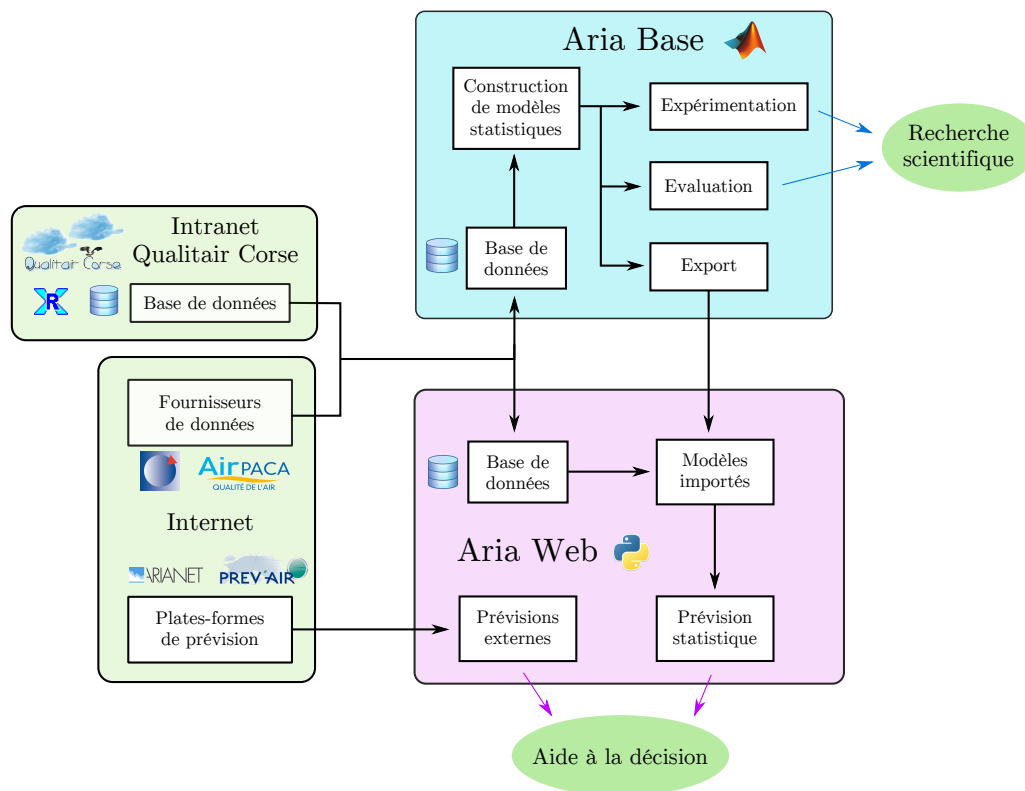 Aria Base
Construction
de modèles
statistiques
Expérimentation
Evaluation
Export
Base de
données
Recherche
scientifique
Intranet
Qualitair Corse
Qualitair Corse
R
Base de données
Fournisseurs
de données
AirPACA
QUALITÉ DE L'AIR
Internet
ARIANET
PREV'AIR
Plates-formes
de prévision
Base de
données
Modèles
importés
Aria Web
Prévisions
externes
Prévision
statistique
Aide à la décision